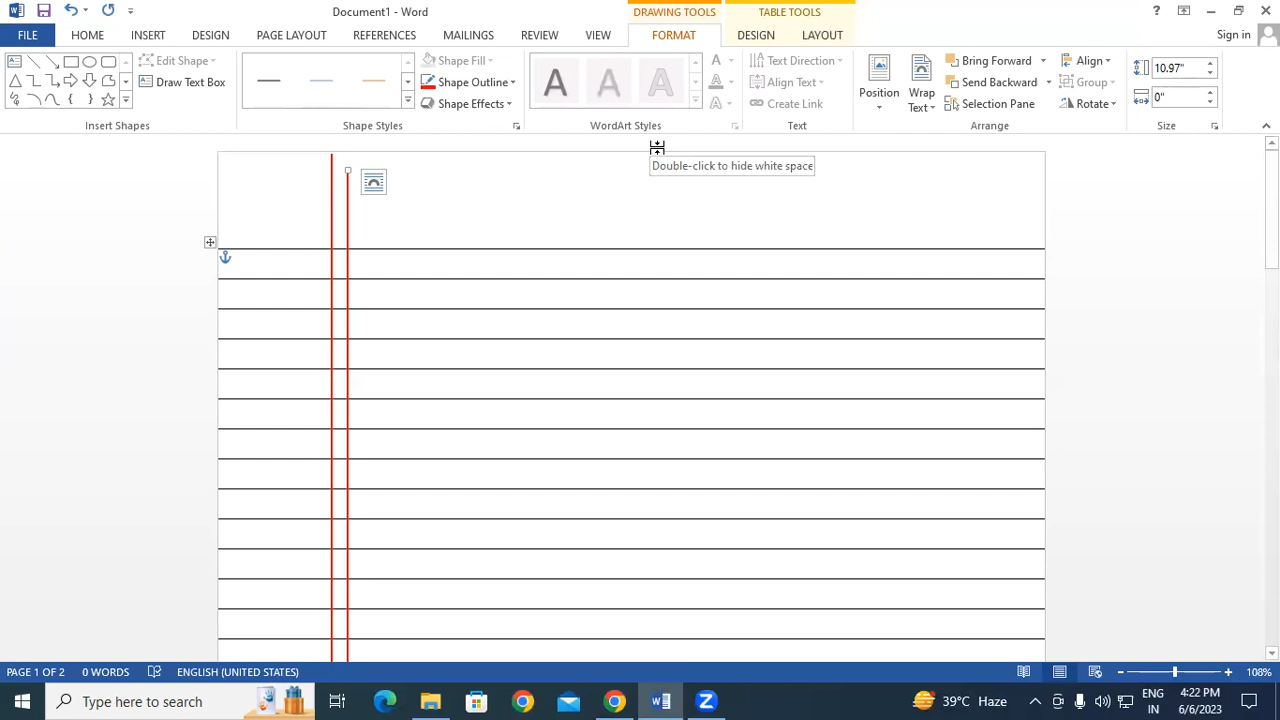 Document1 - Word
DRAWING TOOLS
TABLE TOOLS
?
FILE
HOME
INSERT
DESIGN
PAGE LAYOUT
REFERENCES
MAILINGS
REVIEW
VIEW
FORMAT
DESIGN
LAYOUT
Sign in
Edit Shape
Draw Text Box
Insert Shapes
Shape Fill
Shape Outline
Shape Effects
Shape Styles
A A A
WordArt Styles
Text Direction
Align Text
Create Link
Text
Position
Wrap
Text
Bring Forward
Send Backward
Selection Pane
Align
Group
Rotate
Arrange
10.97"
0"
Size
Double-click to hide white space
PAGE 1 OF 2
0 WORDS
ENGLISH (UNITED STATES)
108%
Type here to search
39°C Haze
ENG
IN
4:22 PM
6/6/2023